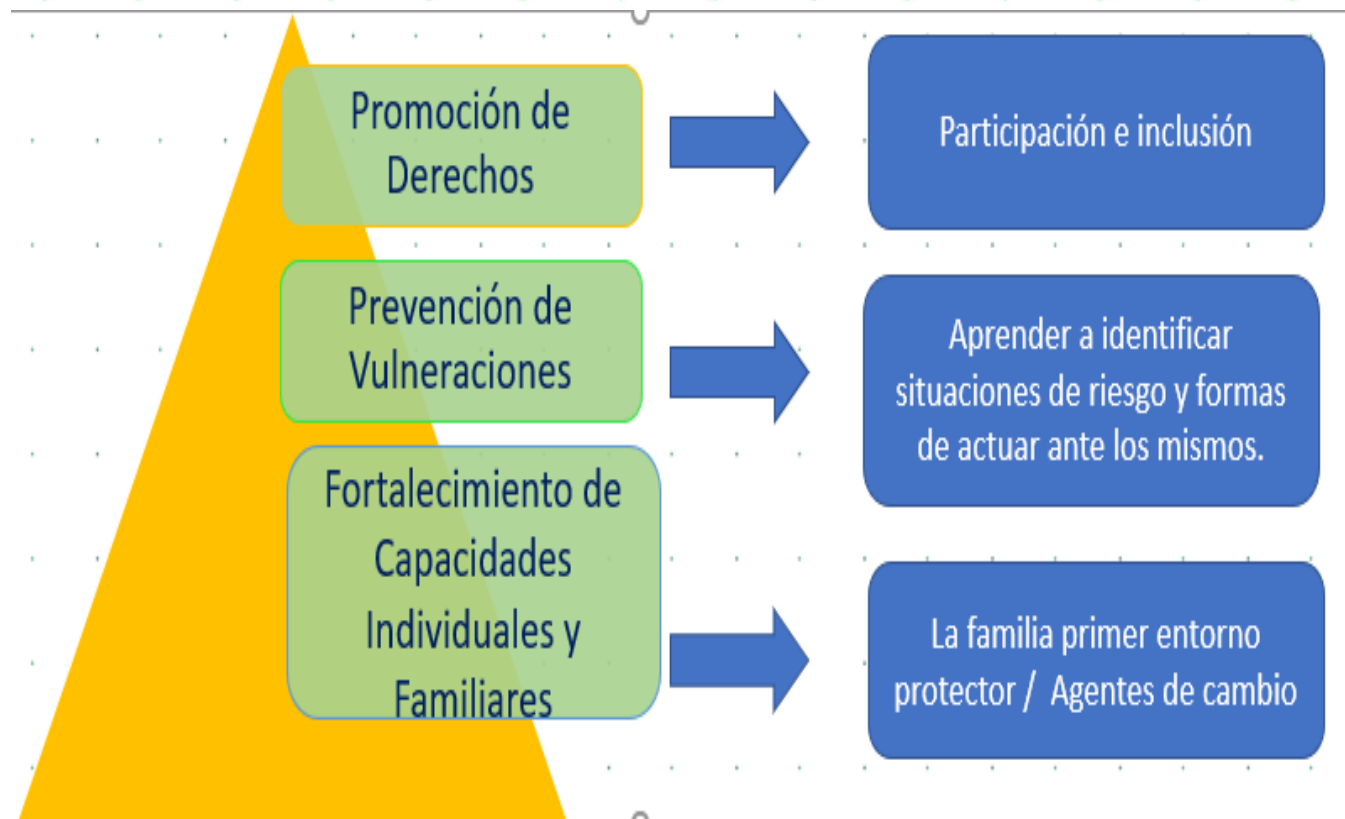 Promoción de
Derechos
Participación e inclusión
Prevención de
Vulneraciones
Aprender a identificar
situaciones de riesgo y formas
de actuar ante los mismos.
Fortalecimiento de
Capacidades
Individuales y
Familiares
La familia primer entorno
protector / Agentes de cambio